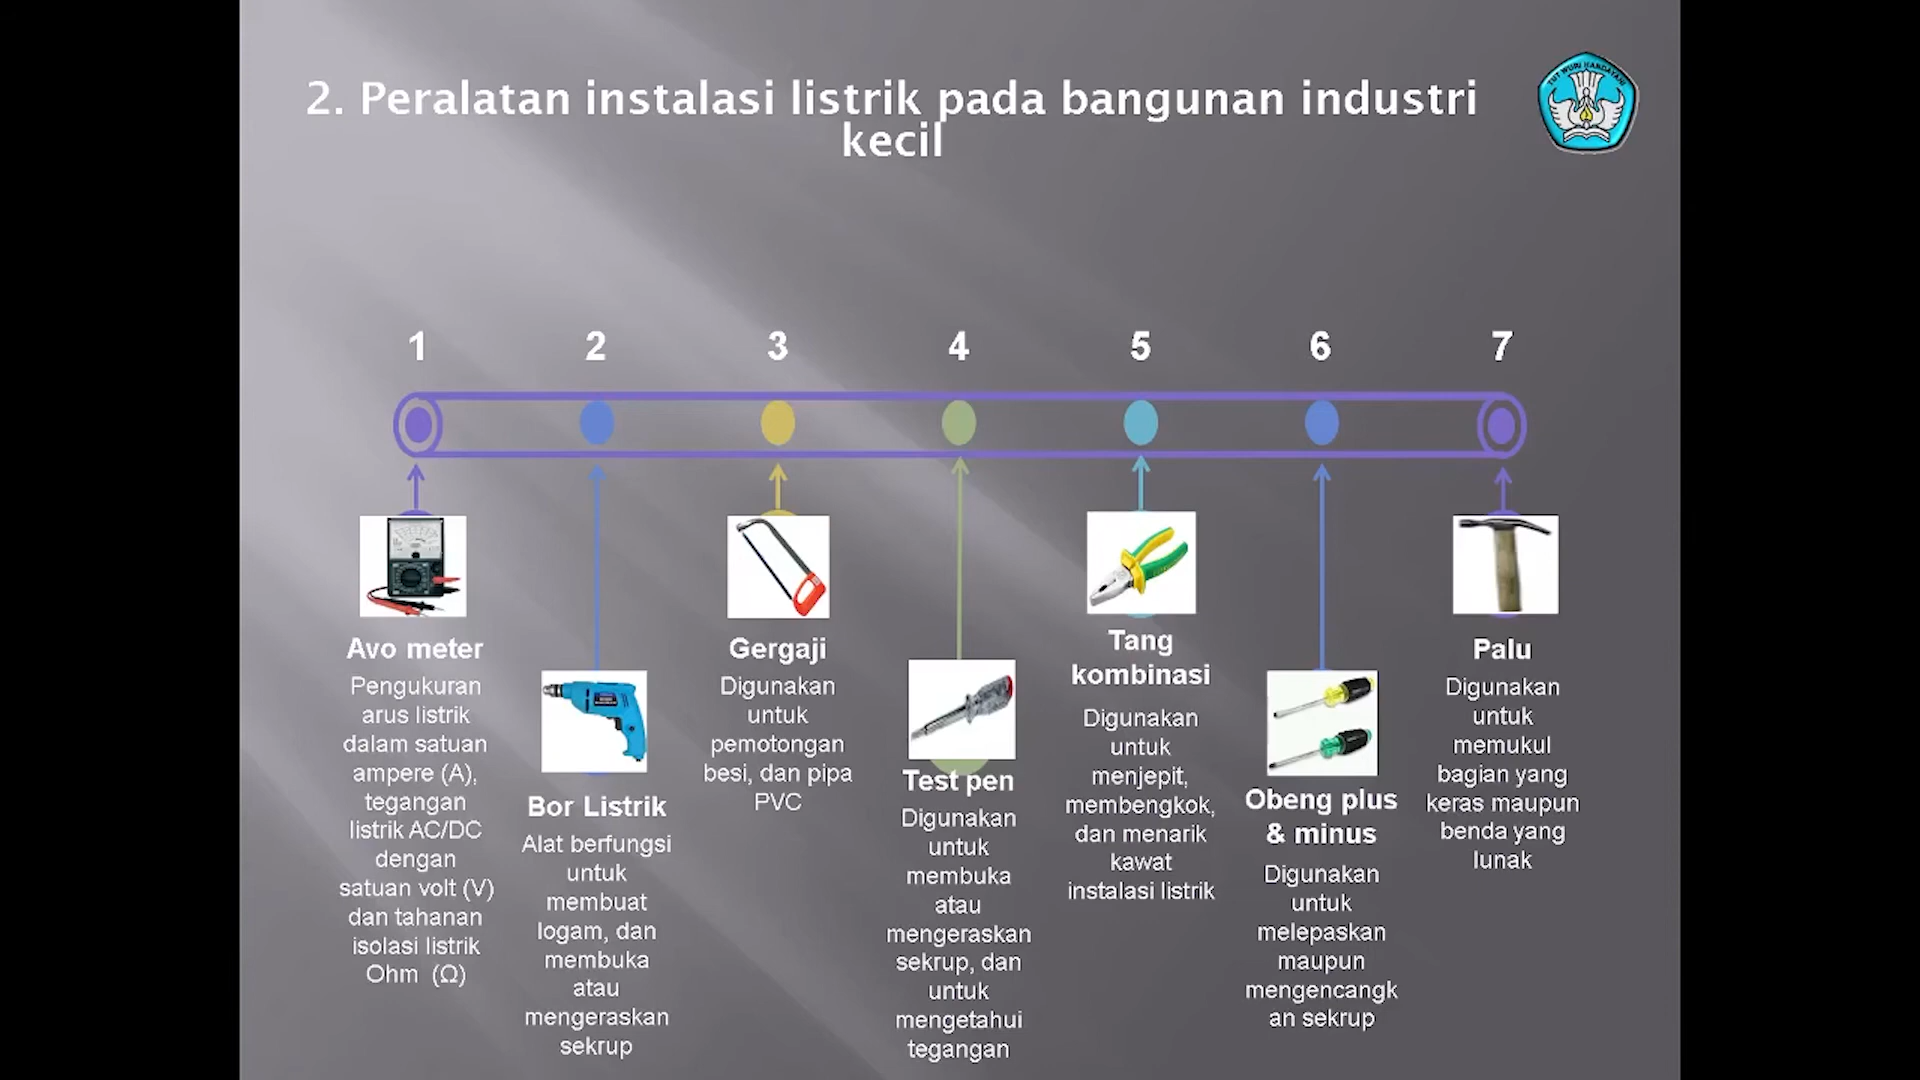 2. Peralatan instalasi listrik pada bangunan industri
kecil
TUT WURI HANDAYANI
1
2
3
4
5
6
7
Avo meter
Pengukuran
arus listrik
dalam satuan
ampere (A),
tegangan
listrik AC/DC
dengan
satuan volt (V)
dan tahanan
isolasi listrik
Ohm (Ω)
Bor Listrik
Alat berfungsi
untuk
membuat
logam, dan
membuka
atau
mengeraskan
sekrup
Gergaji
Digunakan
untuk
pemotongan
besi, dan pipa
PVC
Test pen
Digunakan
untuk
membuka
atau
mengeraskan
sekrup, dan
untuk
mengetahui
tegangan
Tang
kombinasi
Digunakan
untuk
menjepit,
membengkok,
dan menarik
kawat
instalasi listrik
Obeng plus
& minus
Digunakan
untuk
melepaskan
maupun
mengencangk
an sekrup
Palu
Digunakan
untuk
memukul
bagian yang
keras maupun
benda yang
lunak